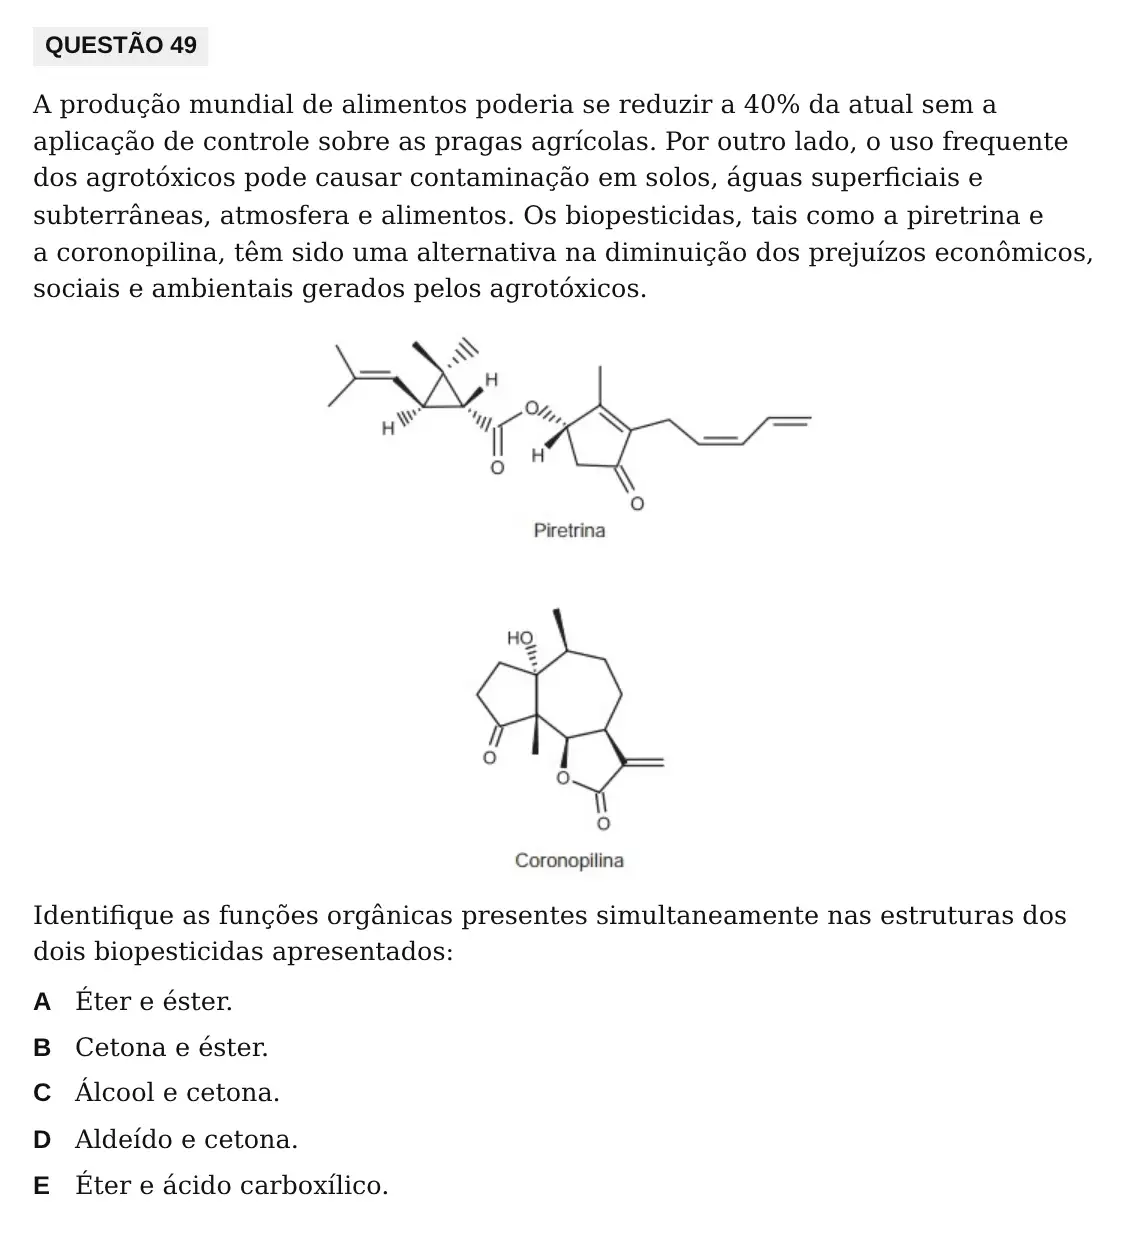 QUESTÃO 49
A produção mundial de alimentos poderia se reduzir a 40% da atual sem a
aplicação de controle sobre as pragas agrícolas. Por outro lado, o uso frequente
dos agrotóxicos pode causar contaminação em solos, águas superficiais e
subterrâneas, atmosfera e alimentos. Os biopesticidas, tais como a piretrina e
a coronopilina, têm sido uma alternativa na diminuição dos prejuízos econômicos,
sociais e ambientais gerados pelos agrotóxicos.
H
O
H
H
O
O
Piretrina
HO
O
O
O
Coronopilina
Identifique as funções orgânicas presentes simultaneamente nas estruturas dos
dois biopesticidas apresentados:
A Éter e éster.
B Cetona e éster.
C Álcool e cetona.
D Aldeído e cetona.
E Éter e ácido carboxílico.